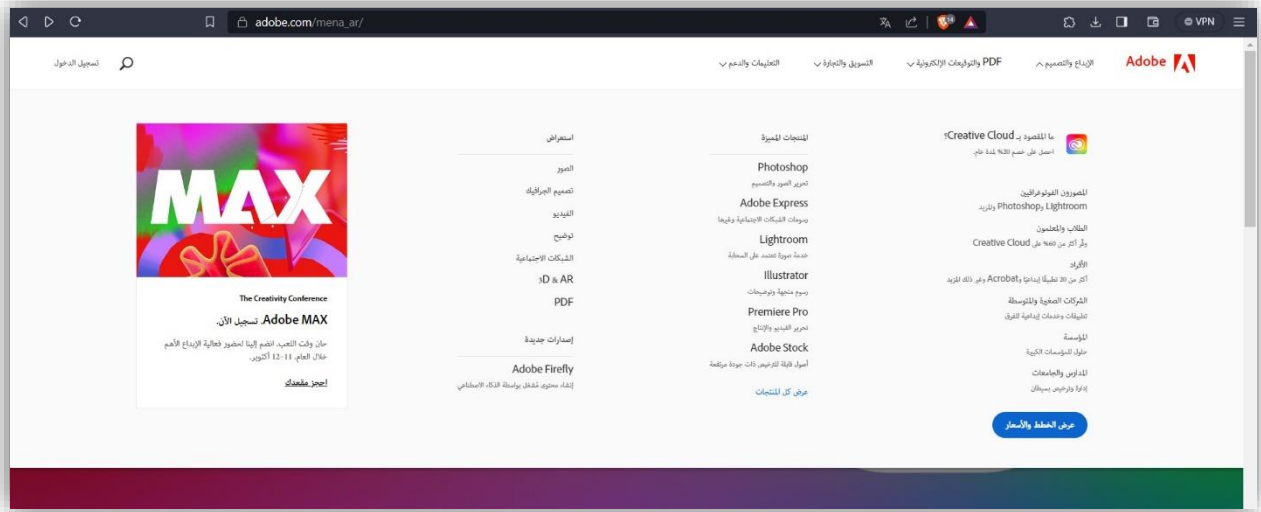 adobe.com/mena_ar/
VPN
Adobe
الإبداع والتصميم
PDF والتوقيعات الإلكترونية
التسويق والتجارة
التعليمات والدعم
تسجيل الدخول
ما المقصود بـ Creative Cloud؟
احصل على خصم 20% لمدة عام.
المصورون الفوتوغرافيين
Lightroom وPhotoshop والمزيد
الطلاب والمعلمون
وفّر أكثر من 60% على Creative Cloud
الأفراد
أكثر من 20 تطبيقًا إبداعيًا وAcrobat وغير ذلك المزيد
الشركات الصغيرة والمتوسطة
تطبيقات وخدمات إبداعية للفرق
المؤسسة
حلول للمؤسسات الكبيرة
المدارس والجامعات
إدارة وترخيص بسيطان
عرض الخطط والأسعار
المنتجات المميزة
Photoshop
تحرير الصور والتصميم
Adobe Express
رسومات الشبكات الاجتماعية وغيرها
Lightroom
خدمة صورة تعتمد على السحابة
Illustrator
رسوم متجهة وتوضيحات
Premiere Pro
تحرير الفيديو والإنتاج
Adobe Stock
أصول قابلة للترخيص ذات جودة مرتفعة
عرض كل المنتجات
استعراض
الصور
تصميم الجرافيك
الفيديو
توضيح
الشبكات الاجتماعية
3D & AR
PDF
إصدارات جديدة
Adobe Firefly
إنشاء محتوى مُشغل بواسطة الذكاء الاصطناعي
MAX
The Creativity Conference
Adobe MAX. تسجيل الآن.
حان وقت اللعب. انضم إلينا لحضور فعالية الإبداع الأهم
خلال العام. 11-12 أكتوبر.
احجز مقعدك